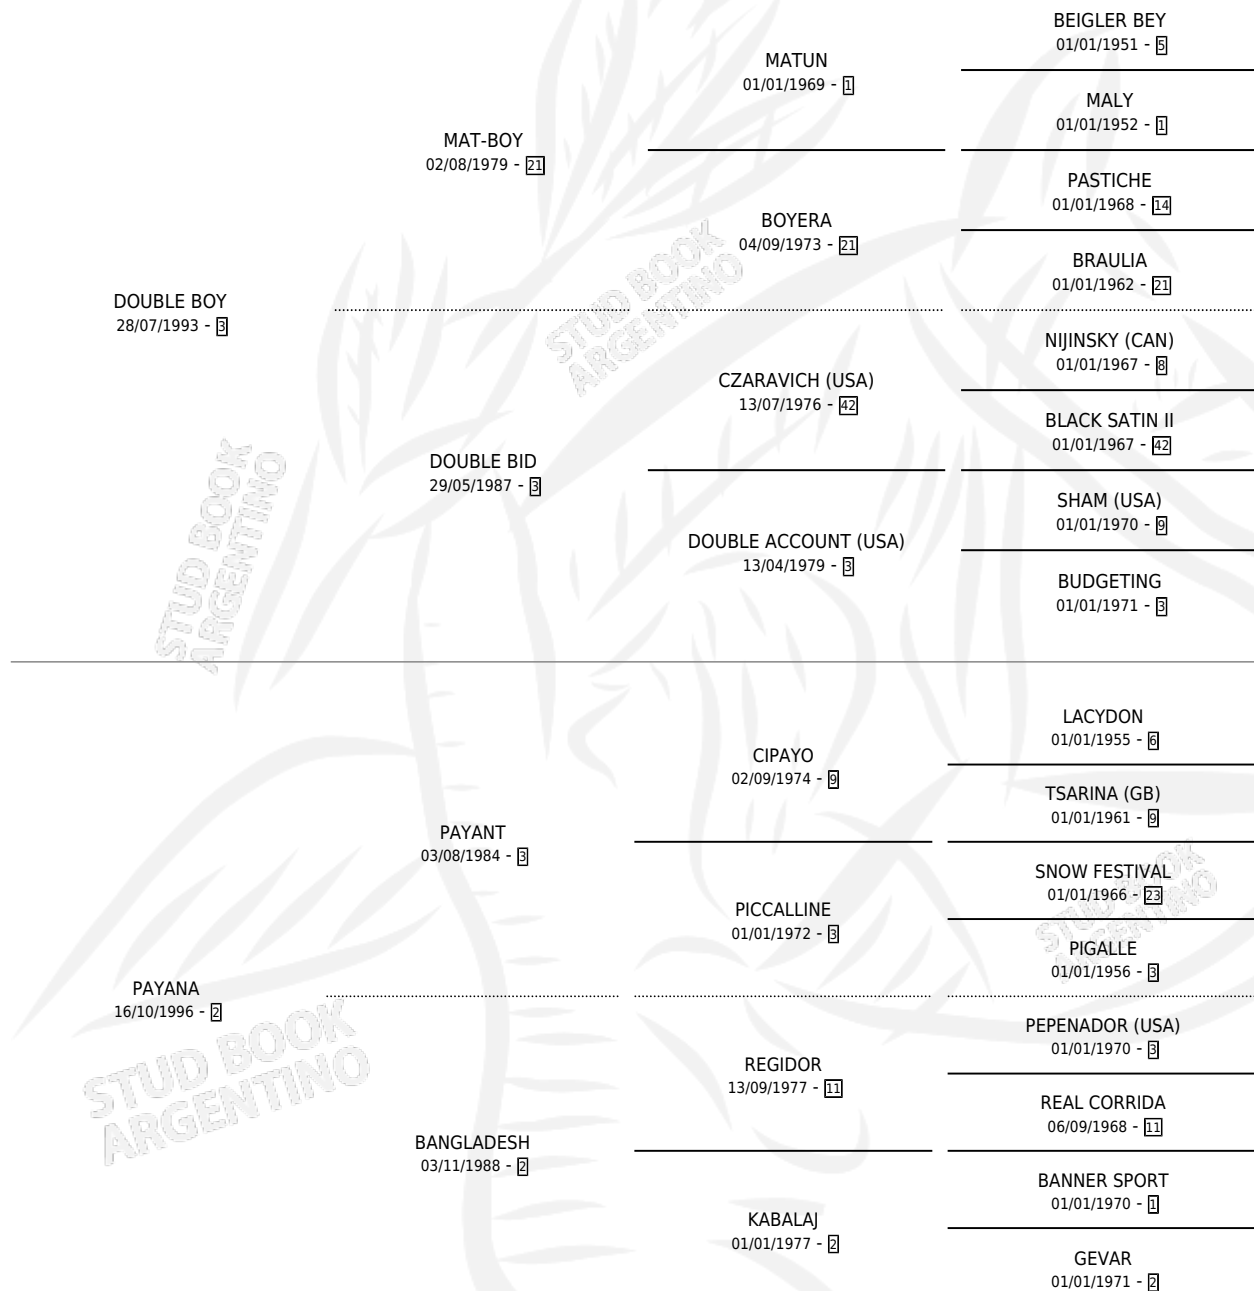 BEIGLER BEY
01/01/1951 - 5
MATUN
01/01/1969 - 1
MALY
01/01/1952 - 1
MAT-BOY
02/08/1979 - 21
PASTICHE
01/01/1968 - 14
BOYERA
04/09/1973 - 21
BRAULIA
01/01/1962 - 21
DOUBLE BOY
28/07/1993 - 3
NIJINSKY (CAN)
01/01/1967 - 8
CZARAVICH (USA)
13/07/1976 - 42
BLACK SATIN II
01/01/1967 - 42
DOUBLE BID
29/05/1987 - 3
SHAM (USA)
01/01/1970 - 9
DOUBLE ACCOUNT (USA)
13/04/1979 - 3
BUDGETING
01/01/1971 - 3
LACYDON
01/01/1955 - 6
CIPAYO
02/09/1974 - 9
TSARINA (GB)
01/01/1961 - 9
PAYANT
03/08/1984 - 3
SNOW FESTIVAL
01/01/1966 - 23
PICCALLINE
01/01/1972 - 3
PIGALLE
01/01/1956 - 3
PAYANA
16/10/1996 - 2
PEPENADOR (USA)
01/01/1970 - 3
REGIDOR
13/09/1977 - 11
REAL CORRIDA
06/09/1968 - 11
BANGLADESH
03/11/1988 - 2
BANNER SPORT
01/01/1970 - 1
KABALAJ
01/01/1977 - 2
GEVAR
01/01/1971 - 2
STUD BOOK
ARGENTINO
STUD BOOK
ARGENTINO
STUD BOOK
ARGENTINO
STUD BOOK
ARGENTINO